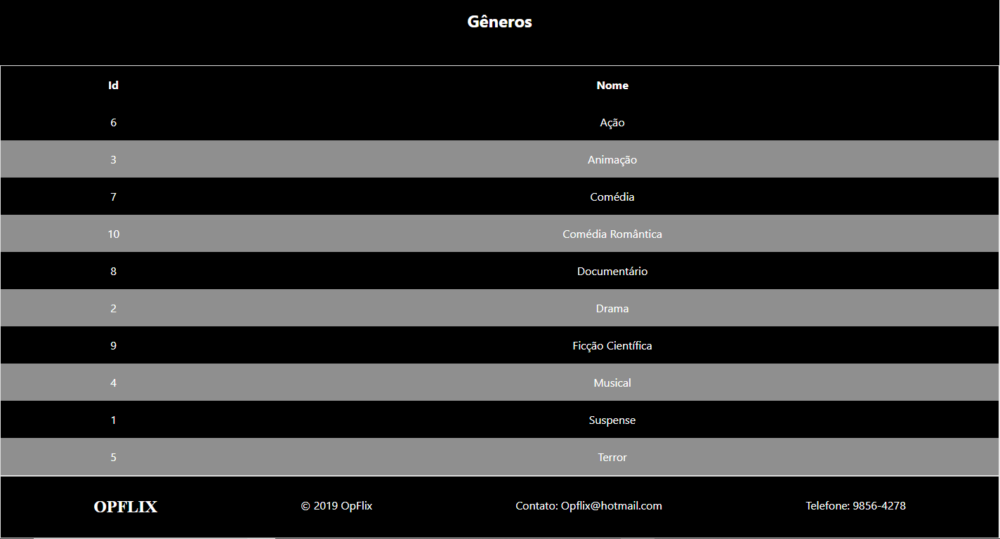 Gêneros
Id Nome
6 Ação
3 Animação
7 Comédia
10 Comédia Romântica
8 Documentário
2 Drama
9 Ficção Científica
4 Musical
1 Suspense
5 Terror
OPFLIX © 2019 OpFlix Contato: Opflix@hotmail.com Telefone: 9856-4278